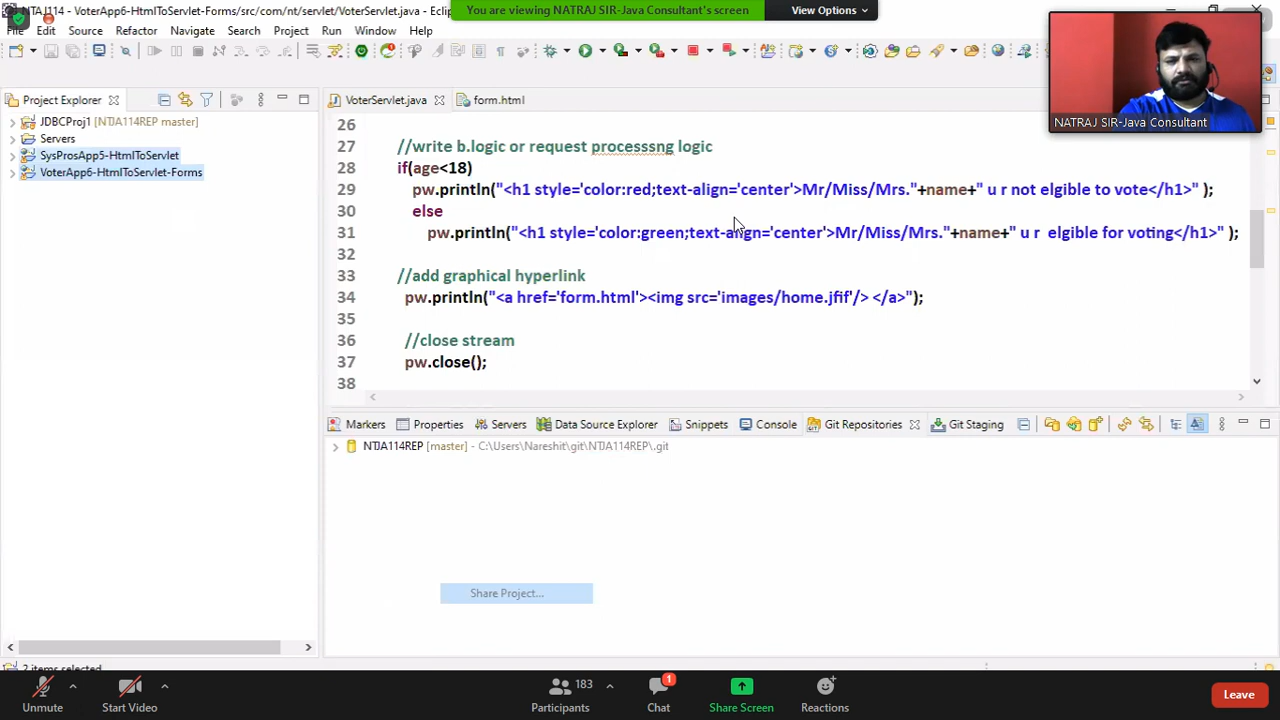 NTAJ114 - VoterApp6-HtmlToServlet-Forms/src/com/nt/servlet/VoterServlet.java - Eclip
You are viewing NATRAJ SIR-Java Consultant's screen
View Options
File Edit Source Refactor Navigate Search Project Run Window Help
Project Explorer
VoterServlet.java
form.html
NATRAJ SIR-Java Consultant
JDBCProj1 [NTJA114REP master]
Servers
SysProsApp5-HtmlToServlet
VoterApp6-HtmlToServlet-Forms
26
27 //write b.logic or request processsng logic
28 if(age<18)
29 pw.println("<h1 style='color:red;text-align='center'>Mr/Miss/Mrs."+name+" u r not elgible to vote</h1>" );
30 else
31 pw.println("<h1 style='color:green;text-align='center'>Mr/Miss/Mrs."+name+" u r  elgible for voting</h1>" );
32
33 //add graphical hyperlink
34 pw.println("<a href='form.html'><img src='images/home.jfif'/> </a>");
35
36 //close stream
37 pw.close();
38
Markers Properties Servers Data Source Explorer Snippets Console Git Repositories Git Staging
NTJA114REP [master] - C:\Users\Nareshit\git\NTJA114REP\.git
Share Project...
2 items selected
183
1
Unmute Start Video Participants Chat Share Screen Reactions Leave